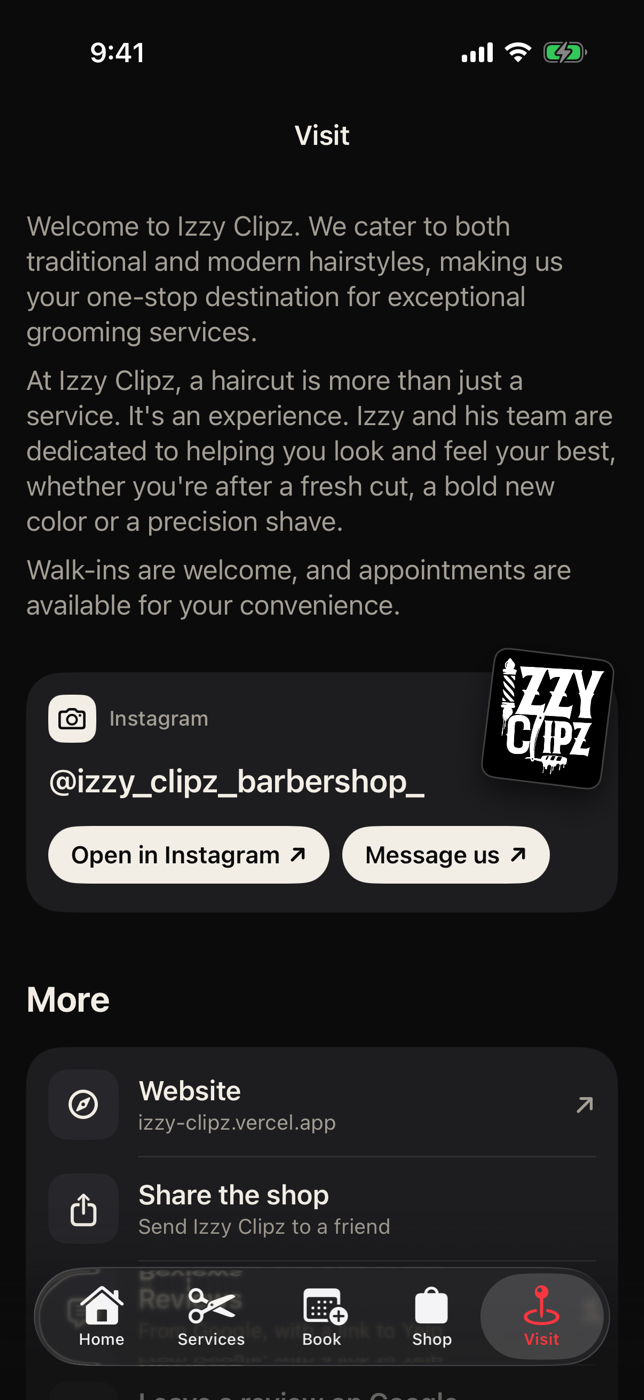 9:41
Visit
Welcome to Izzy Clipz. We cater to both
traditional and modern hairstyles, making us
your one-stop destination for exceptional
grooming services.
At Izzy Clipz, a haircut is more than just a
service. It's an experience. Izzy and his team are
dedicated to helping you look and feel your best,
whether you're after a fresh cut, a bold new
color or a precision shave.
Walk-ins are welcome, and appointments are
available for your convenience.
IZZY
CLIPZ
Instagram
@izzy_clipz_barbershop_
Open in Instagram
Message us
More
Website
izzy-clipz.vercel.app
Share the shop
Send Izzy Clipz to a friend
Reviews
Home
Services
Book
Shop
Visit
Leave a review on Google